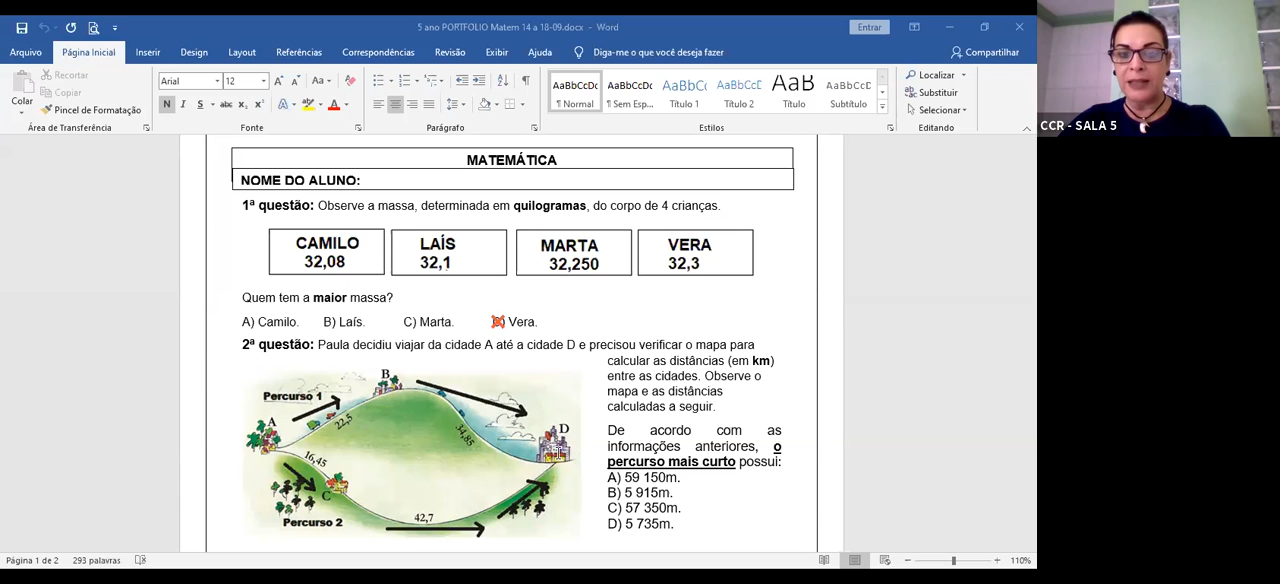 5 ano PORTFOLIO Matem 14 a 18-09.docx - Word
Entrar
Arquivo Página Inicial Inserir Design Layout Referências Correspondências Revisão Exibir Ajuda Diga-me o que você deseja fazer Compartilhar
Colar
Recortar
Copiar
Pincel de Formatação
Área de Transferência
Arial 12
N I S abc x₂ x²
Fonte
Parágrafo
AaBbCcDc AaBbCcDc AaBbC AaBbCcC AaB AaBbCcC
¶ Normal ¶ Sem Esp... Título 1 Título 2 Título Subtítulo
Estilos
Localizar
Substituir
Selecionar
Editando
CCR - SALA 5
MATEMÁTICA
NOME DO ALUNO:
1ª questão: Observe a massa, determinada em quilogramas, do corpo de 4 crianças.
CAMILO LAÍS MARTA VERA
32,08 32,1 32,250 32,3
Quem tem a maior massa?
A) Camilo. B) Laís. C) Marta. Vera.
2ª questão: Paula decidiu viajar da cidade A até a cidade D e precisou verificar o mapa para
calcular as distâncias (em km)
entre as cidades. Observe o
mapa e as distâncias
calculadas a seguir.
De acordo com as
informações anteriores, o
percurso mais curto possui:
A) 59 150m.
B) 5 915m.
C) 57 350m.
D) 5 735m.
B
Percurso 1
A
22,5
34,85
D
16,45
C
Percurso 2
42,7
Página 1 de 2 293 palavras
110%